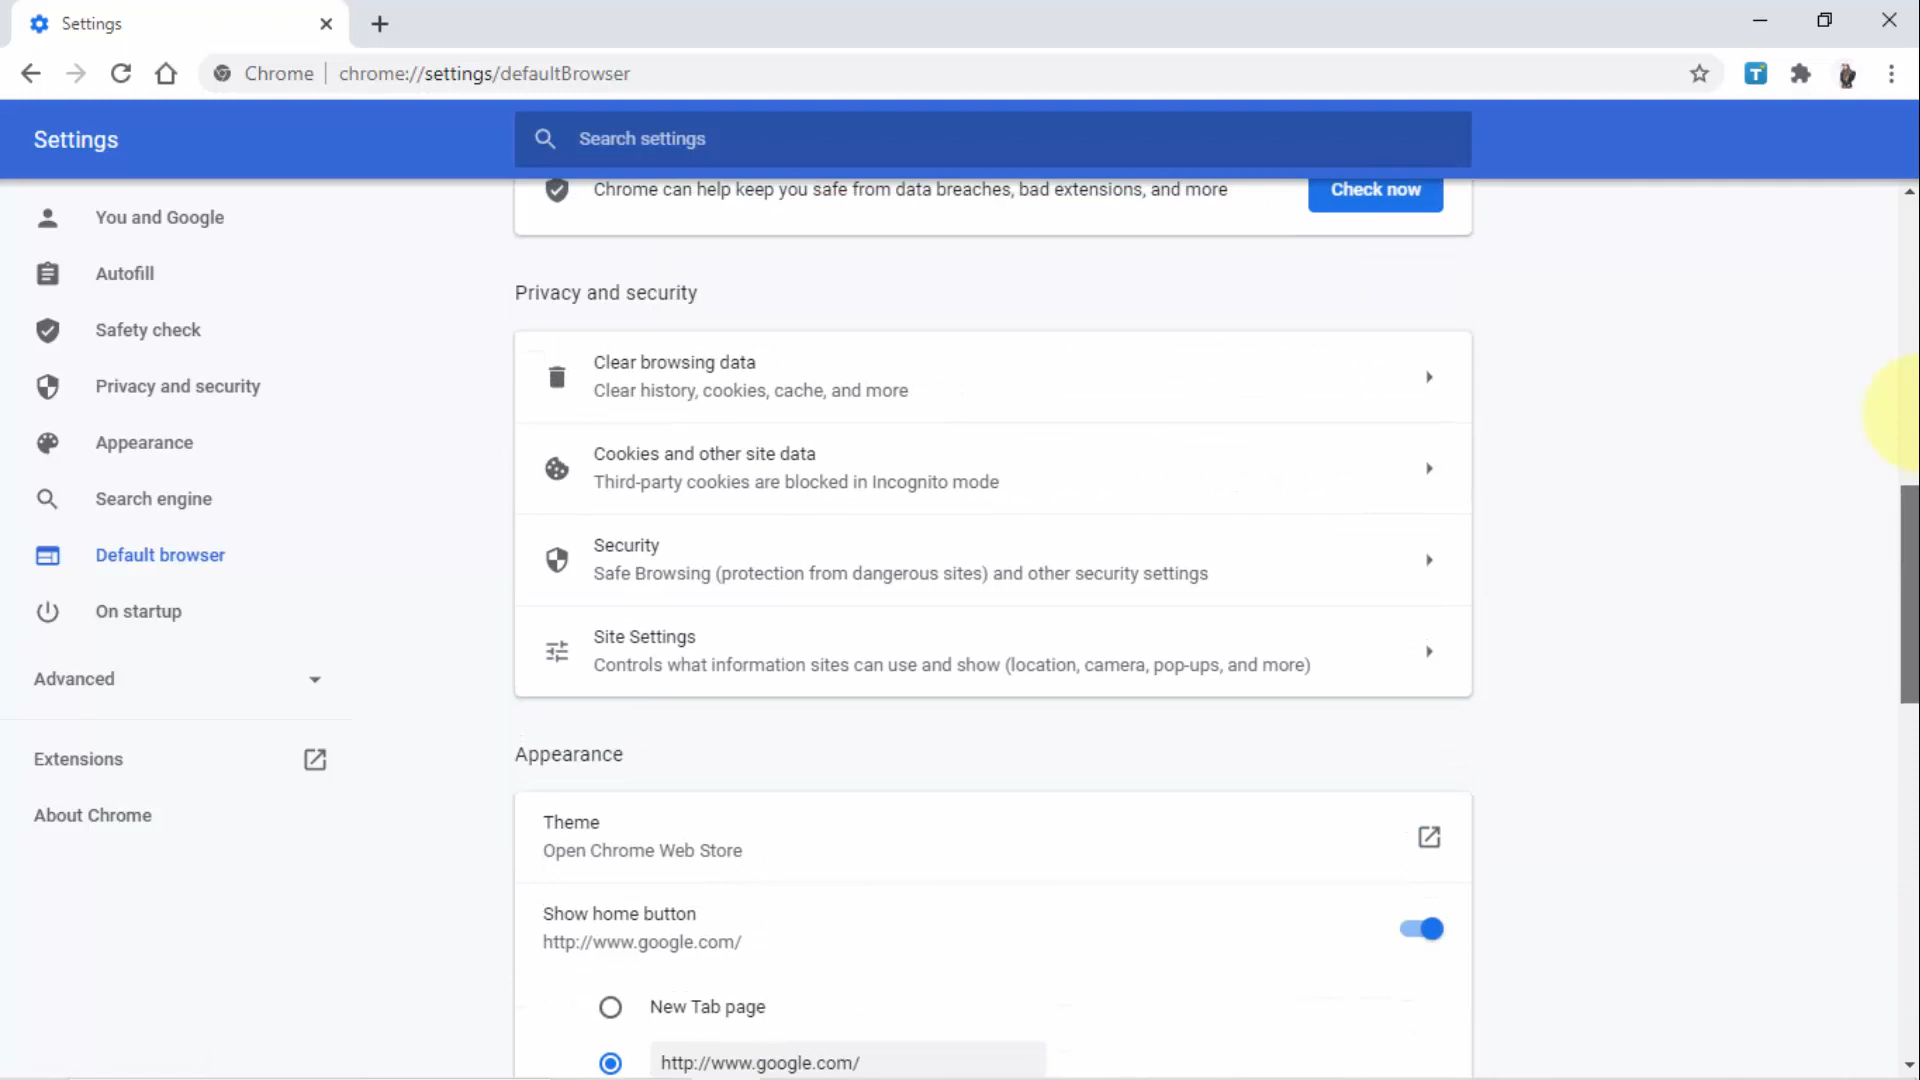 Settings
Chrome chrome://settings/defaultBrowser
T
Settings
Search settings
You and Google
Autofill
Safety check
Privacy and security
Appearance
Search engine
Default browser
On startup
Advanced
Extensions
About Chrome
Chrome can help keep you safe from data breaches, bad extensions, and more
Check now
Privacy and security
Clear browsing data
Clear history, cookies, cache, and more
Cookies and other site data
Third-party cookies are blocked in Incognito mode
Security
Safe Browsing (protection from dangerous sites) and other security settings
Site Settings
Controls what information sites can use and show (location, camera, pop-ups, and more)
Appearance
Theme
Open Chrome Web Store
Show home button
http://www.google.com/
New Tab page
http://www.google.com/